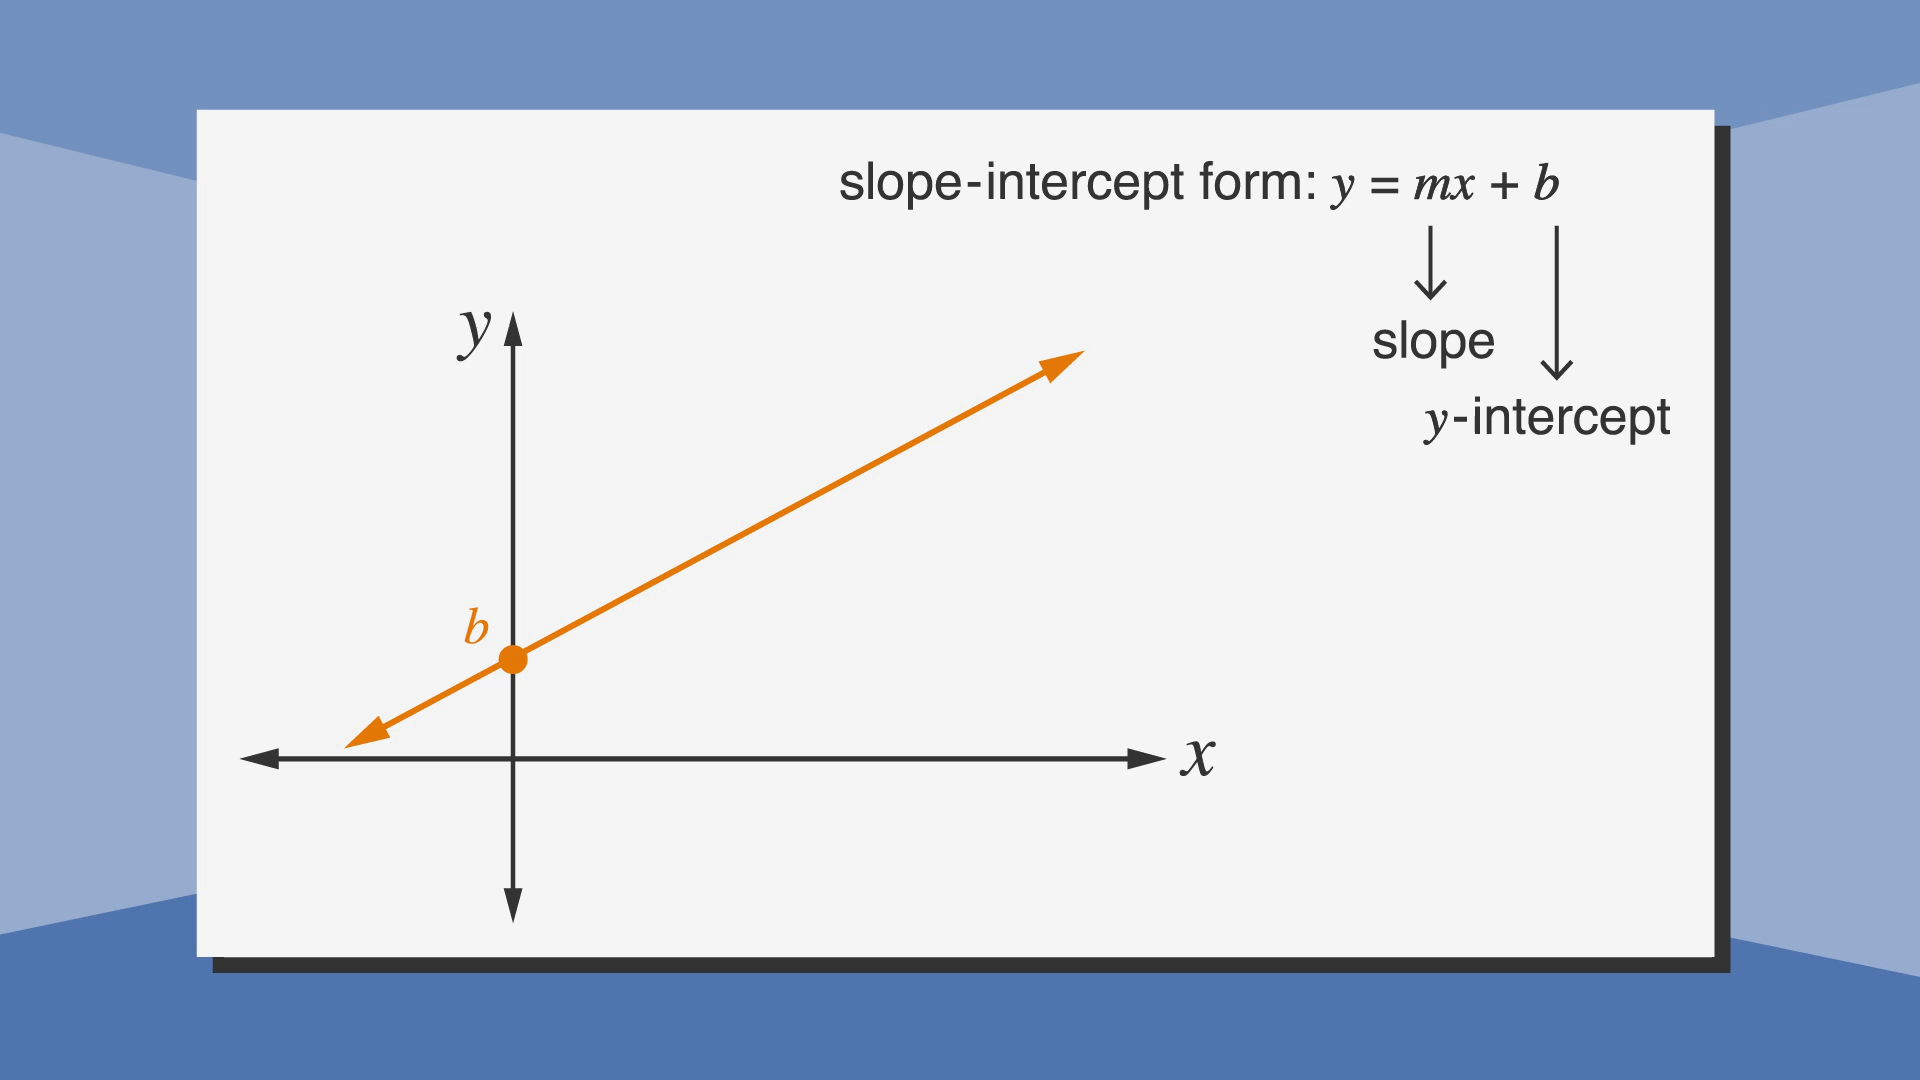 slope-intercept form: y = mx + b
slope
y-intercept
y
b
x